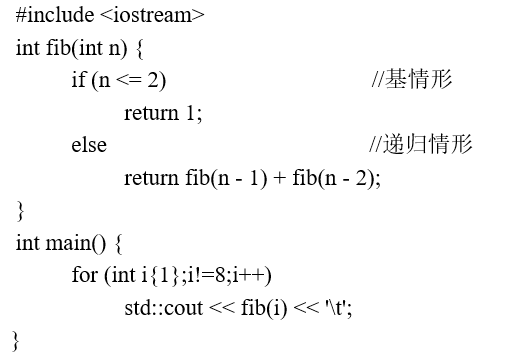 #include <iostream>
int fib(int n) {
if (n <= 2) //基情形
return 1;
else //递归情形
return fib(n - 1) + fib(n - 2);
}
int main() {
for (int i{1};i!=8;i++)
std::cout << fib(i) << '\t';
}